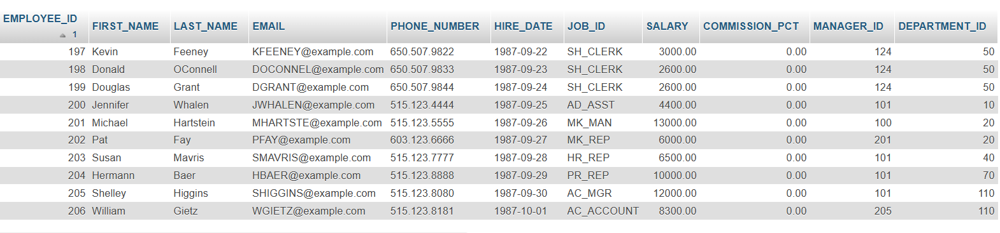 EMPLOYEE_ID 1 FIRST_NAME LAST_NAME EMAIL PHONE_NUMBER HIRE_DATE JOB_ID SALARY COMMISSION_PCT MANAGER_ID DEPARTMENT_ID
197 Kevin Feeney KFEENEY@example.com 650.507.9822 1987-09-22 SH_CLERK 3000.00 0.00 124 50
198 Donald OConnell DOCONNEL@example.com 650.507.9833 1987-09-23 SH_CLERK 2600.00 0.00 124 50
199 Douglas Grant DGRANT@example.com 650.507.9844 1987-09-24 SH_CLERK 2600.00 0.00 124 50
200 Jennifer Whalen JWHALEN@example.com 515.123.4444 1987-09-25 AD_ASST 4400.00 0.00 101 10
201 Michael Hartstein MHARTSTE@example.com 515.123.5555 1987-09-26 MK_MAN 13000.00 0.00 100 20
202 Pat Fay PFAY@example.com 603.123.6666 1987-09-27 MK_REP 6000.00 0.00 201 20
203 Susan Mavris SMAVRIS@example.com 515.123.7777 1987-09-28 HR_REP 6500.00 0.00 101 40
204 Hermann Baer HBAER@example.com 515.123.8888 1987-09-29 PR_REP 10000.00 0.00 101 70
205 Shelley Higgins SHIGGINS@example.com 515.123.8080 1987-09-30 AC_MGR 12000.00 0.00 101 110
206 William Gietz WGIETZ@example.com 515.123.8181 1987-10-01 AC_ACCOUNT 8300.00 0.00 205 110